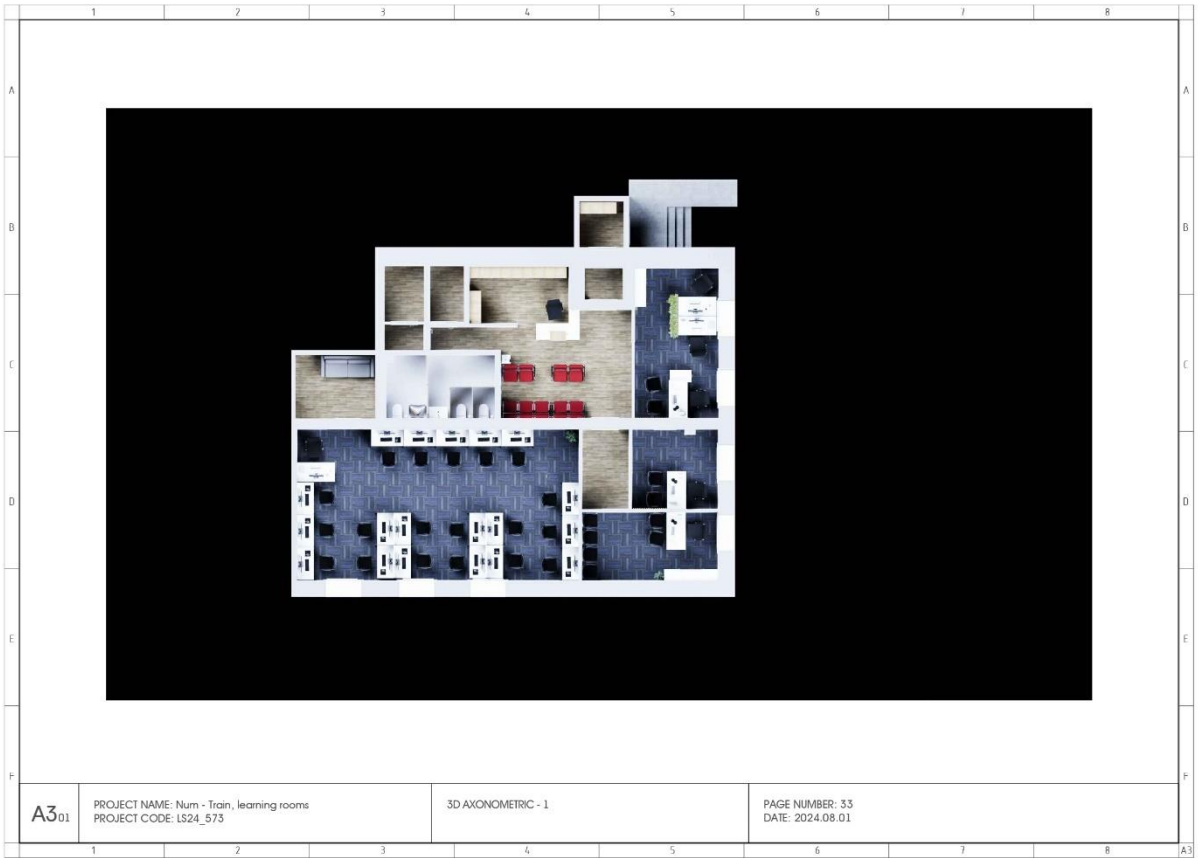 1 2 3 4 5 6 7 8
A A
B B
C C
D D
E E
F F
A3 01
PROJECT NAME: Num - Train, learning rooms
PROJECT CODE: LS24_573
3D AXONOMETRIC - 1
PAGE NUMBER: 33
DATE: 2024.08.01
1 2 3 4 5 6 7 8 A3